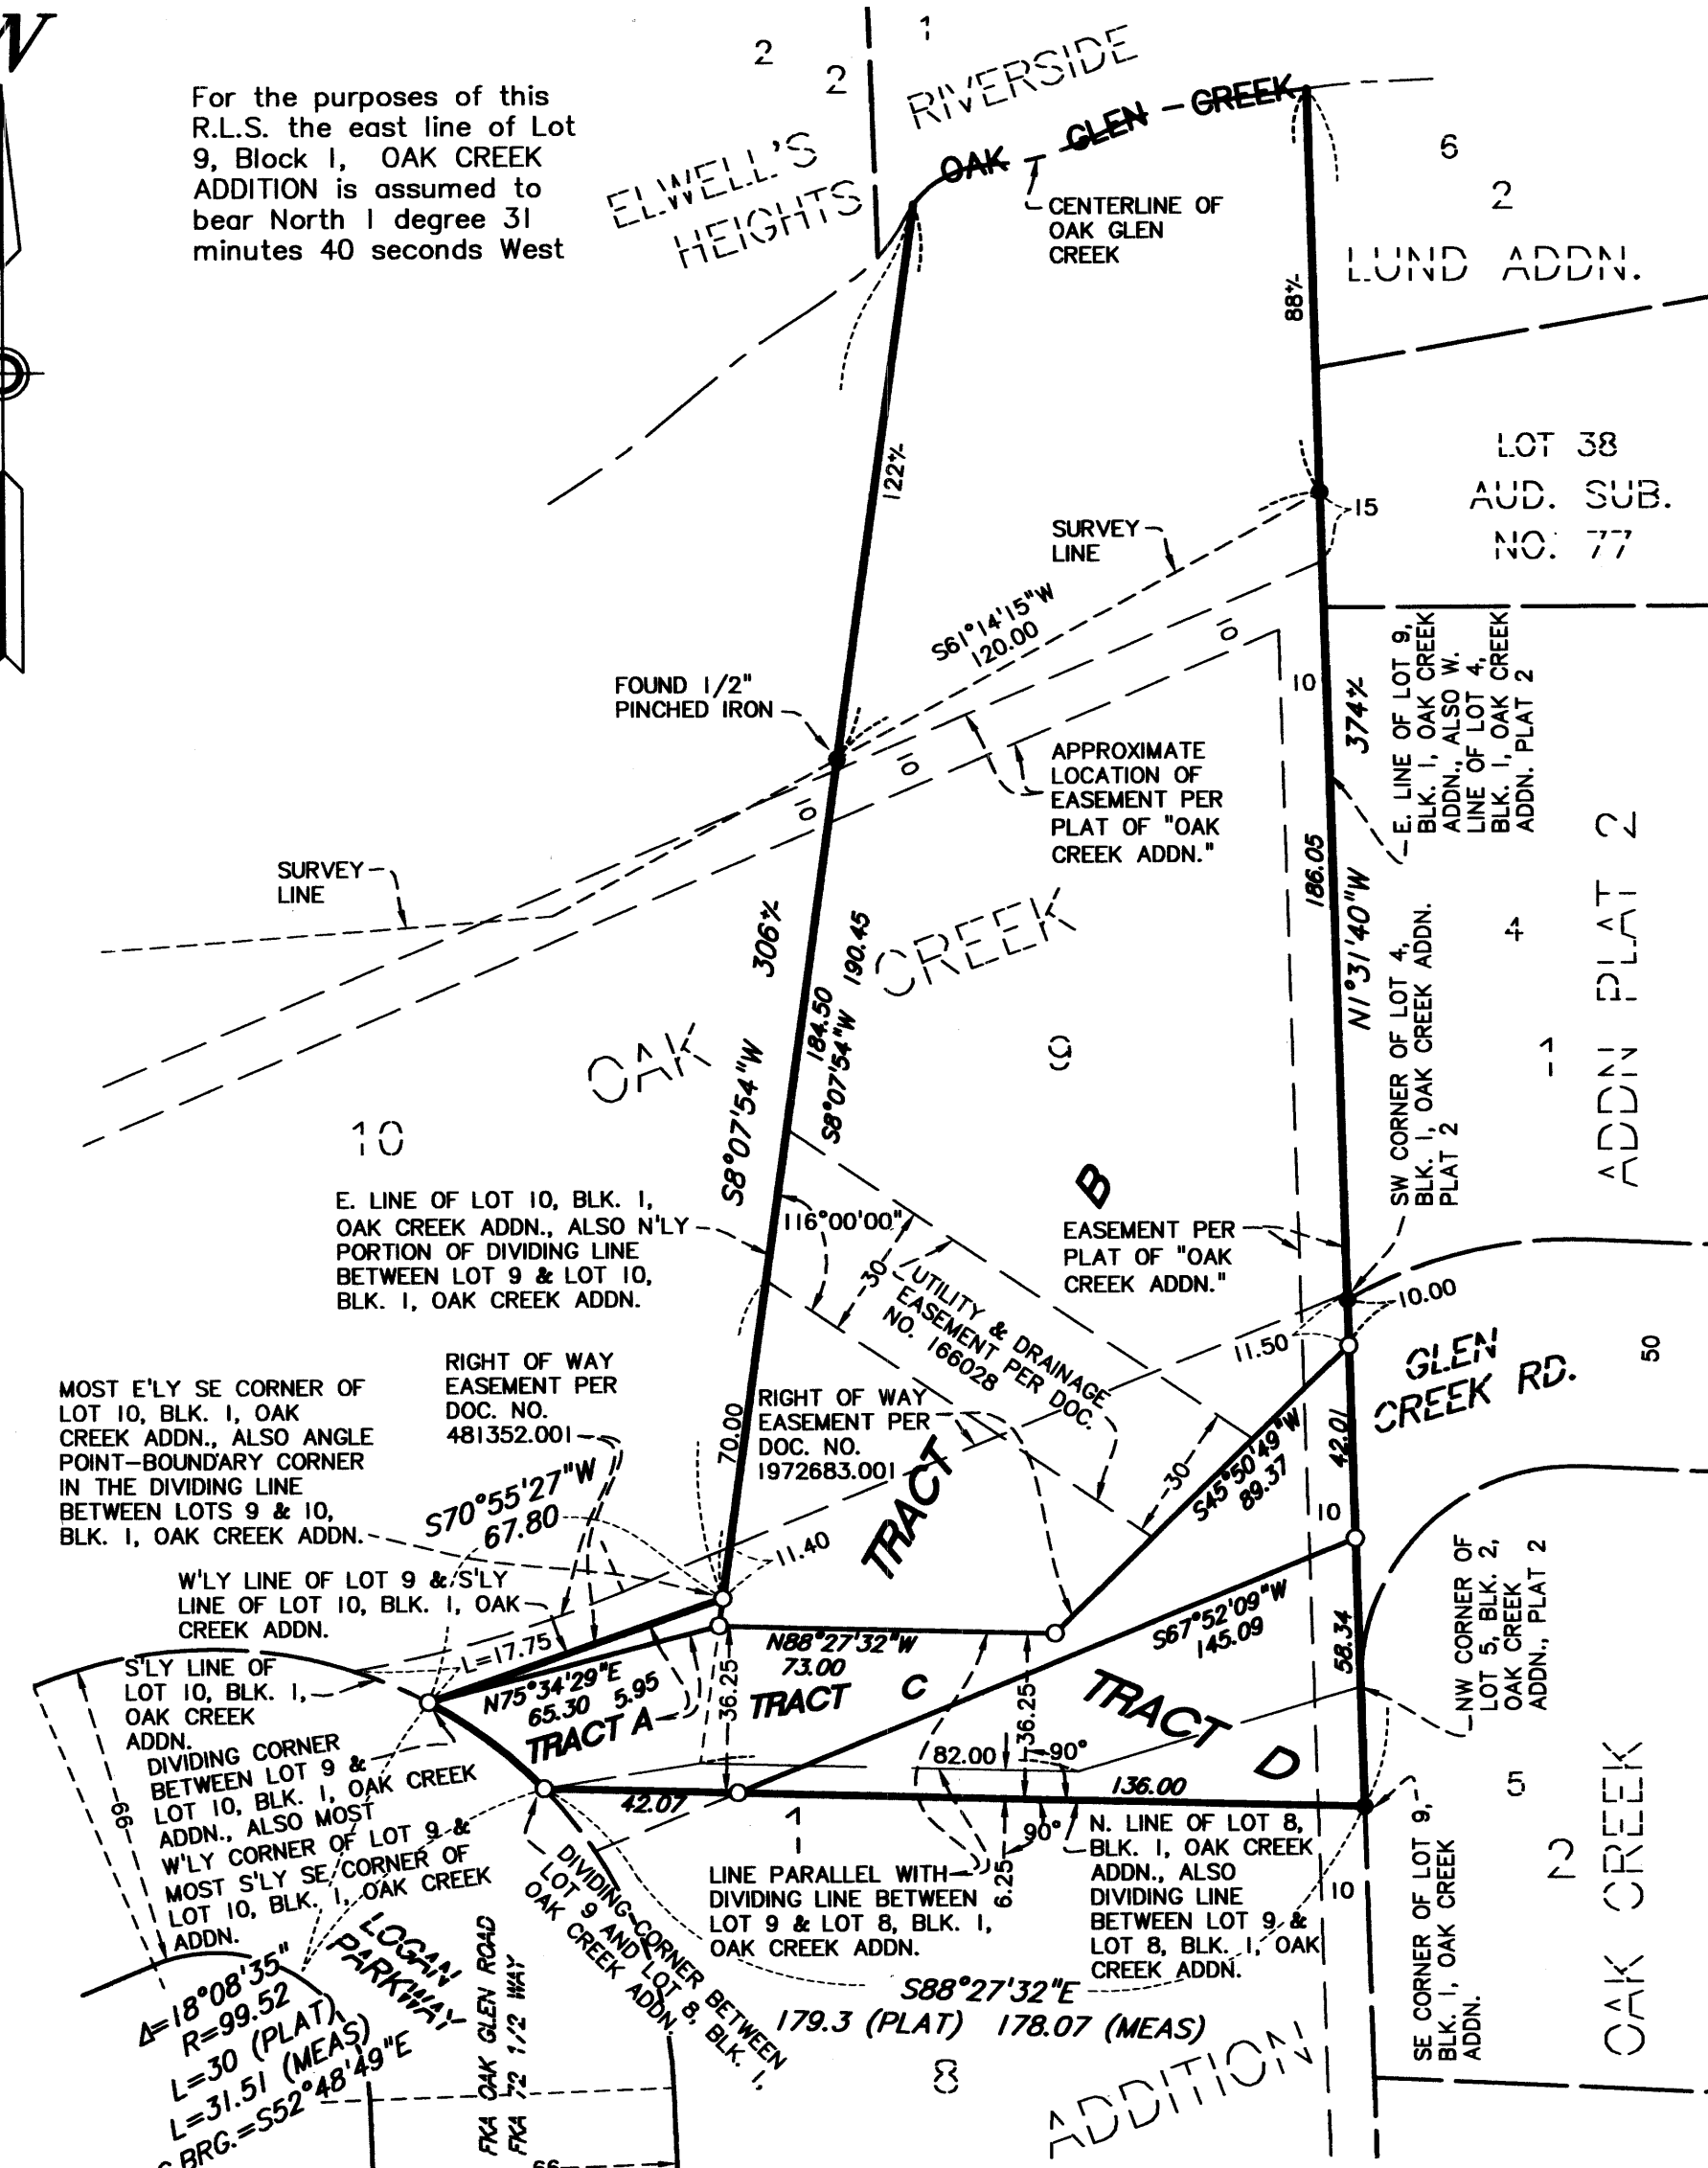 N
For the purposes of this
R.L.S. the east line of Lot
9, Block 1, OAK CREEK
ADDITION is assumed to
bear North 1 degree 31
minutes 40 seconds West
2
2
1
ELWELL'S
RIVERSIDE
HEIGHTS
OAK GLEN CREEK
CENTERLINE OF
OAK GLEN
CREEK
6
2
LUND ADDN.
88±
122±
LOT 38
AUD. SUB.
NO. 77
15
SURVEY
LINE
S61°14'15"W
120.00
10
10
FOUND 1/2"
PINCHED IRON
10
10
APPROXIMATE
LOCATION OF
EASEMENT PER
PLAT OF "OAK
CREEK ADDN."
374±
186.05
N1°31'40"W
E. LINE OF LOT 9,
BLK. 1, OAK CREEK
ADDN., ALSO W.
LINE OF LOT 4,
BLK. 1, OAK CREEK
ADDN. PLAT 2
SURVEY
LINE
306±
S8°07'54"W
184.50
S8°07'54"W 190.45
OAK
CREEK
9
10
4
1
ADDN PLAT 2
SW CORNER OF LOT 4,
BLK. 1, OAK CREEK ADDN.
PLAT 2
E. LINE OF LOT 10, BLK. 1,
OAK CREEK ADDN., ALSO N'LY
PORTION OF DIVIDING LINE
BETWEEN LOT 9 & LOT 10,
BLK. 1, OAK CREEK ADDN.
116°00'00"
30
UTILITY & DRAINAGE
EASEMENT PER DOC.
NO. 166028
TRACT B
EASEMENT PER
PLAT OF "OAK
CREEK ADDN."
10.00
11.50
GLEN
CREEK RD.
50
RIGHT OF WAY
EASEMENT PER
DOC. NO.
481352.001
MOST E'LY SE CORNER OF
LOT 10, BLK. 1, OAK
CREEK ADDN., ALSO ANGLE
POINT-BOUNDARY CORNER
IN THE DIVIDING LINE
BETWEEN LOTS 9 & 10,
BLK. 1, OAK CREEK ADDN.
S70°55'27"W
67.80
70.00
RIGHT OF WAY
EASEMENT PER
DOC. NO.
1972683.001
30
S45°50'49"W
89.37
42.01
10
11.40
W'LY LINE OF LOT 9 & S'LY
LINE OF LOT 10, BLK. 1, OAK
CREEK ADDN.
L=17.75
S'LY LINE OF
LOT 10, BLK. 1,
OAK CREEK
ADDN.
N75°34'29"E
65.30 5.95
TRACT A
36.25
N88°27'32"W
73.00
TRACT C
S67°52'09"W
145.09
58.34
NW CORNER OF
LOT 5, BLK. 2,
OAK CREEK
ADDN., PLAT 2
TRACT D
36.25
82.00
90°
136.00
42.07
5
2
OAK CREEK
DIVIDING CORNER
BETWEEN LOT 9 &
LOT 10, BLK. 1, OAK CREEK
ADDN., ALSO MOST
W'LY CORNER OF LOT 9 &
MOST S'LY SE CORNER OF
LOT 10, BLK. 1, OAK CREEK
ADDN.
66
1
6.25
90°
LINE PARALLEL WITH
DIVIDING LINE BETWEEN
LOT 9 & LOT 8, BLK. 1,
OAK CREEK ADDN.
N. LINE OF LOT 8,
BLK. 1, OAK CREEK
ADDN., ALSO
DIVIDING LINE
BETWEEN LOT 9 &
LOT 8, BLK. 1, OAK
CREEK ADDN.
10
SE CORNER OF LOT 9,
BLK. 1, OAK CREEK
ADDN.
DIVIDING CORNER BETWEEN
LOT 9 AND LOT 8, BLK. 1,
OAK CREEK ADDN.
LOGAN
PARKWAY
FKA OAK GLEN ROAD
FKA 72 1/2 WAY
S88°27'32"E
179.3 (PLAT) 178.07 (MEAS)
Δ=18°08'35"
R=99.52
L=30 (PLAT)
L=31.51 (MEAS)
BRG.=S52°48'49"E
8
ADDITION
66